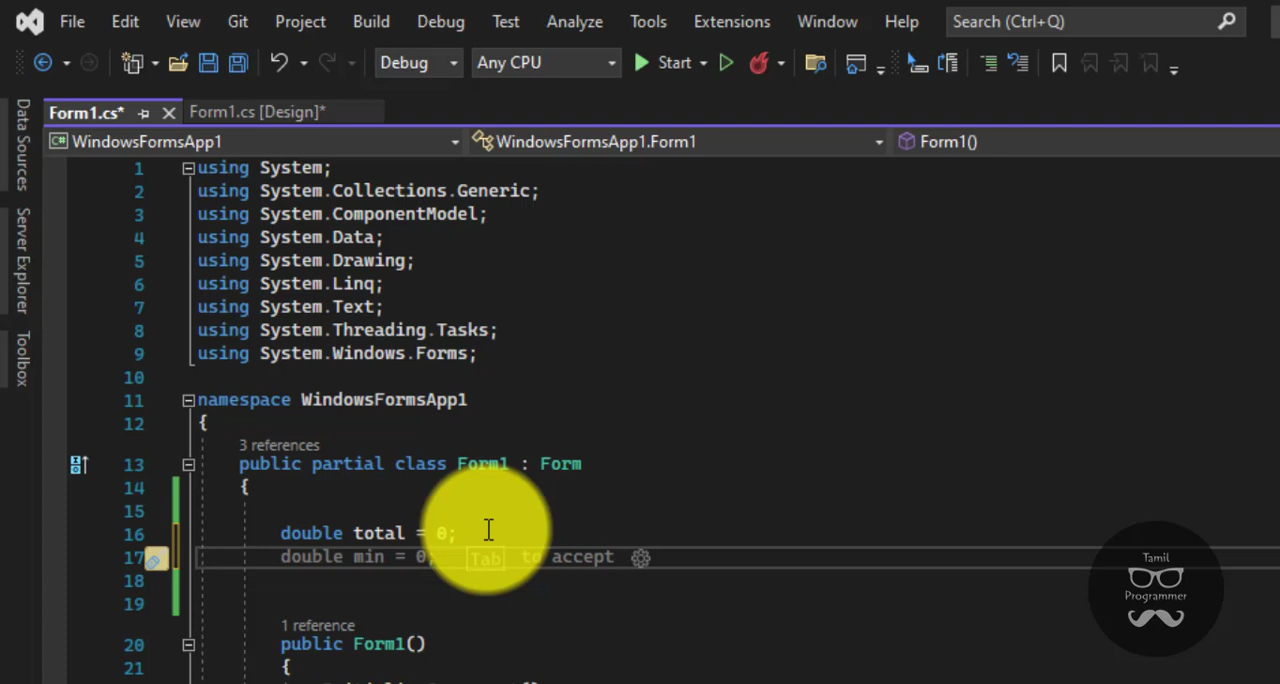 File Edit View Git Project Build Debug Test Analyze Tools Extensions Window Help Search (Ctrl+Q)
Debug Any CPU Start
Form1.cs* Form1.cs [Design]*
WindowsFormsApp1 WindowsFormsApp1.Form1 Form1()
Data Sources
Server Explorer
Toolbox
1 using System;
2 using System.Collections.Generic;
3 using System.ComponentModel;
4 using System.Data;
5 using System.Drawing;
6 using System.Linq;
7 using System.Text;
8 using System.Threading.Tasks;
9 using System.Windows.Forms;
10
11 namespace WindowsFormsApp1
12 {
3 references
13 public partial class Form1 : Form
14 {
15
16 double total = 0;
17 double min = 0; Tab to accept
18
19
1 reference
20 public Form1()
21 {
Tamil
Programmer